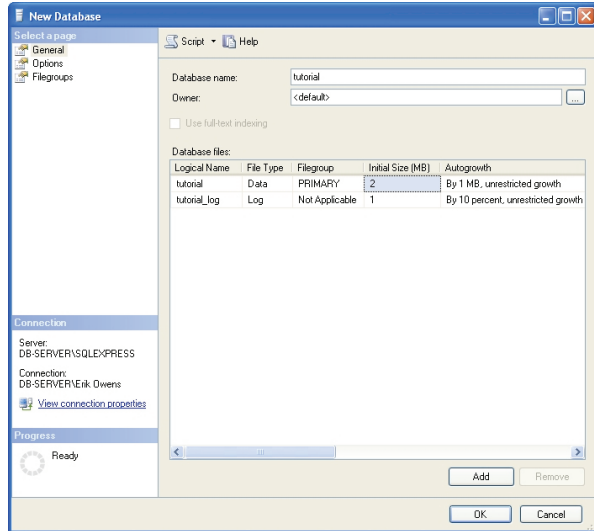 New Database
Select a page
General
Options
Filegroups
Script Help
Database name: tutorial
Owner: <default> ...
Use full-text indexing
Database files:
Logical Name File Type Filegroup Initial Size (MB) Autogrowth
tutorial Data PRIMARY 2 By 1 MB, unrestricted growth
tutorial_log Log Not Applicable 1 By 10 percent, unrestricted growth
Connection
Server:
DB-SERVER\SQLEXPRESS
Connection:
DB-SERVER\Erik Owens
View connection properties
Progress
Ready
Add Remove
OK Cancel